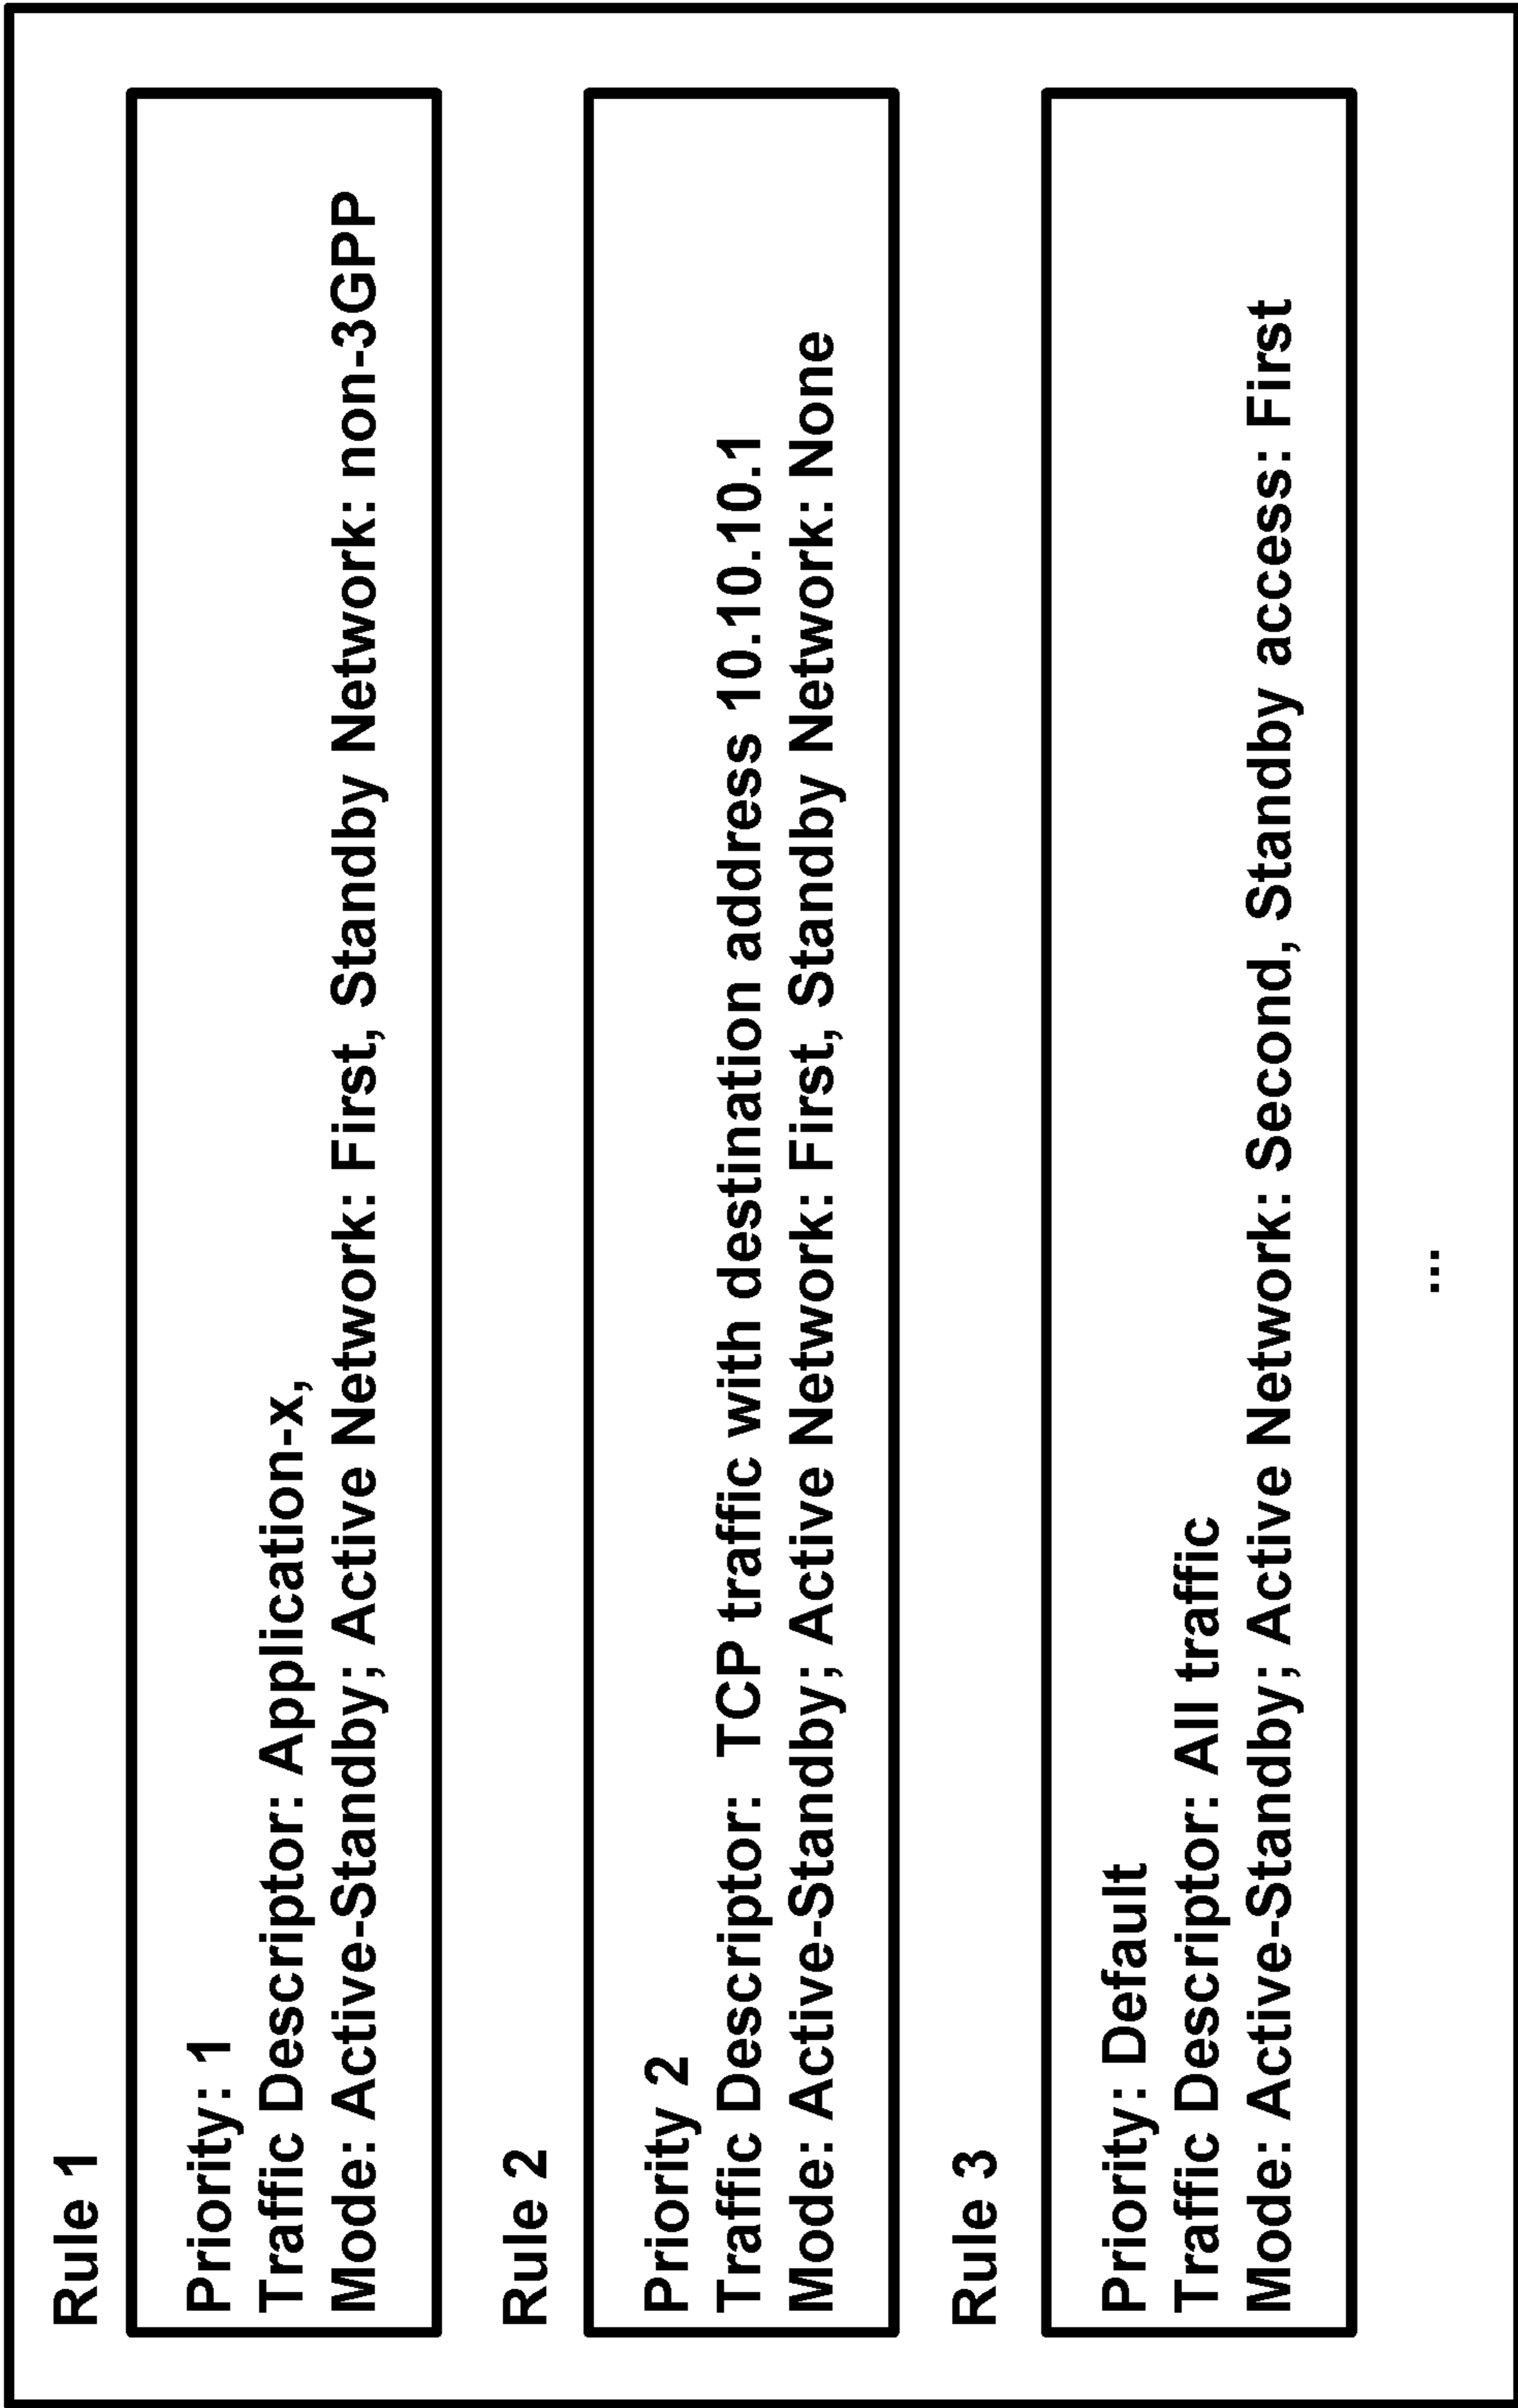 Rule 1
Priority: 1
Traffic Descriptor: Application-x,
Mode: Active-Standby; Active Network: First, Standby Network: non-3GPP
Rule 2
Priority 2
Traffic Descriptor: TCP traffic with destination address 10.10.10.1
Mode: Active-Standby; Active Network: First, Standby Network: None
Rule 3
Priority: Default
Traffic Descriptor: All traffic
Mode: Active-Standby; Active Network: Second, Standby access: First
...